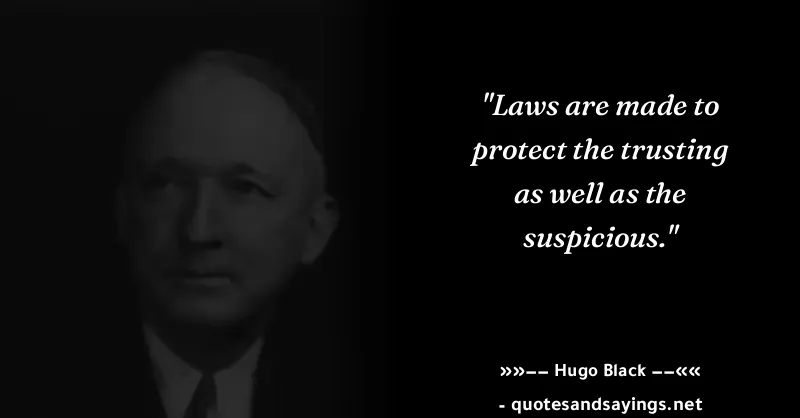 "Laws are made to
protect the trusting
as well as the
suspicious."
»»−− Hugo Black −−««
- quotesandsayings.net